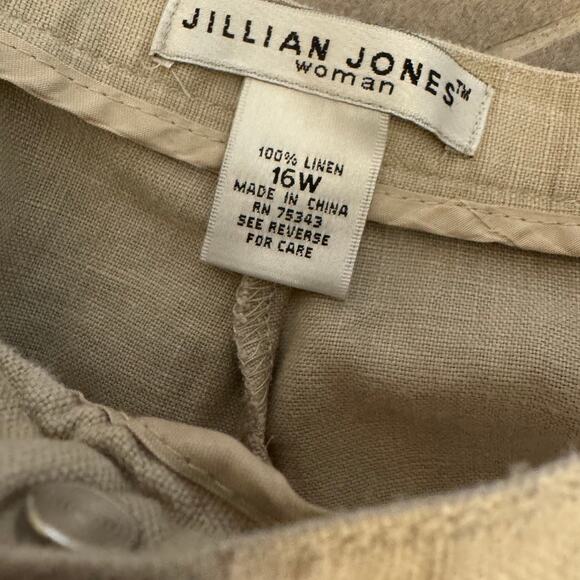 JILLIAN JONES™
woman
100% LINEN
16W
MADE IN CHINA
RN 75343
SEE REVERSE
FOR CARE